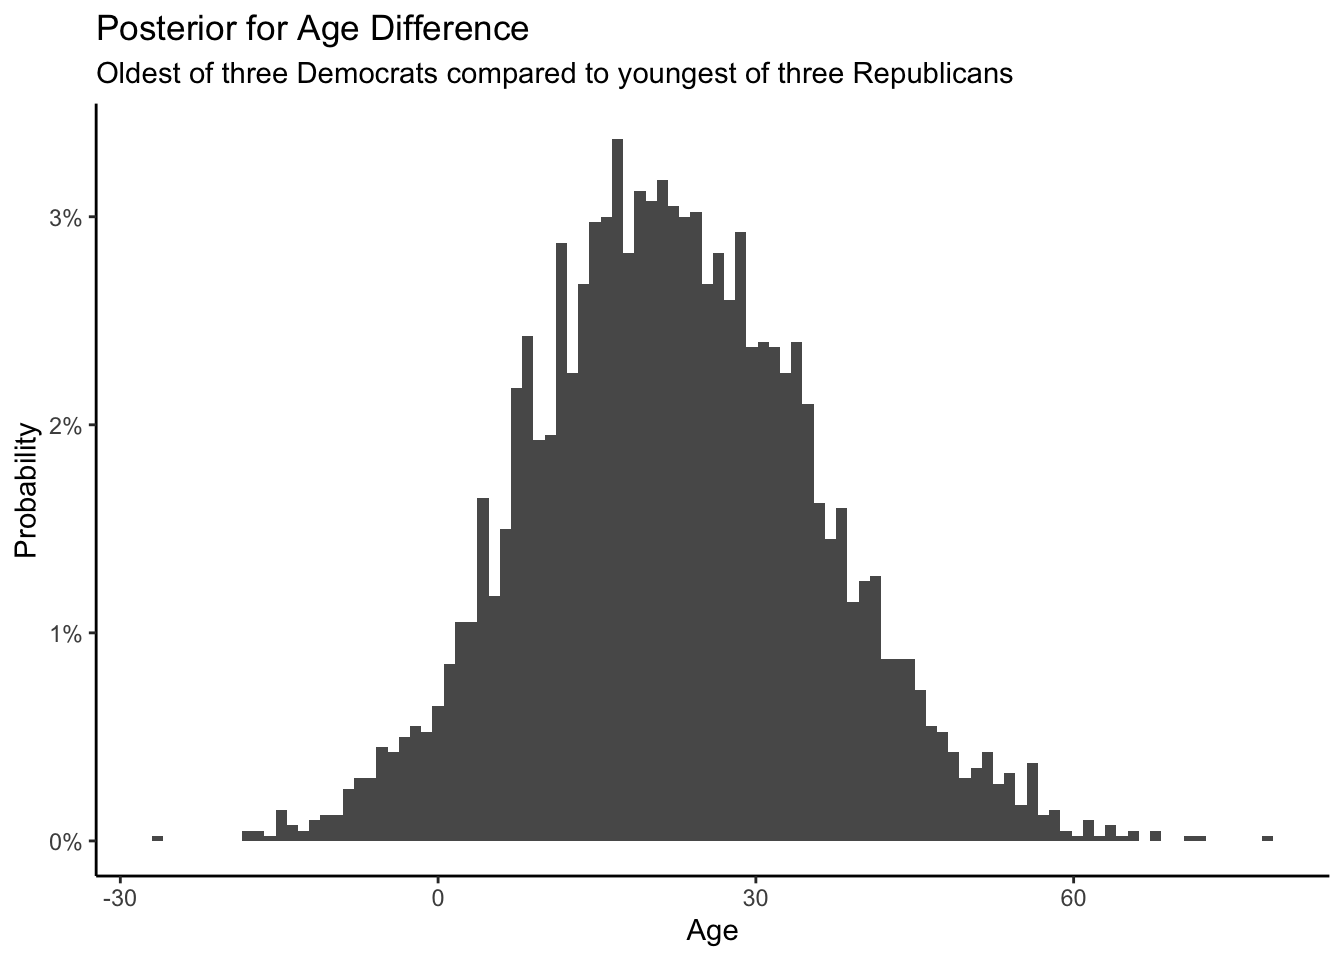 Posterior for Age Difference
Oldest of three Democrats compared to youngest of three Republicans
3%
2%
1%
0%
Probability
-30 0 30 60
Age